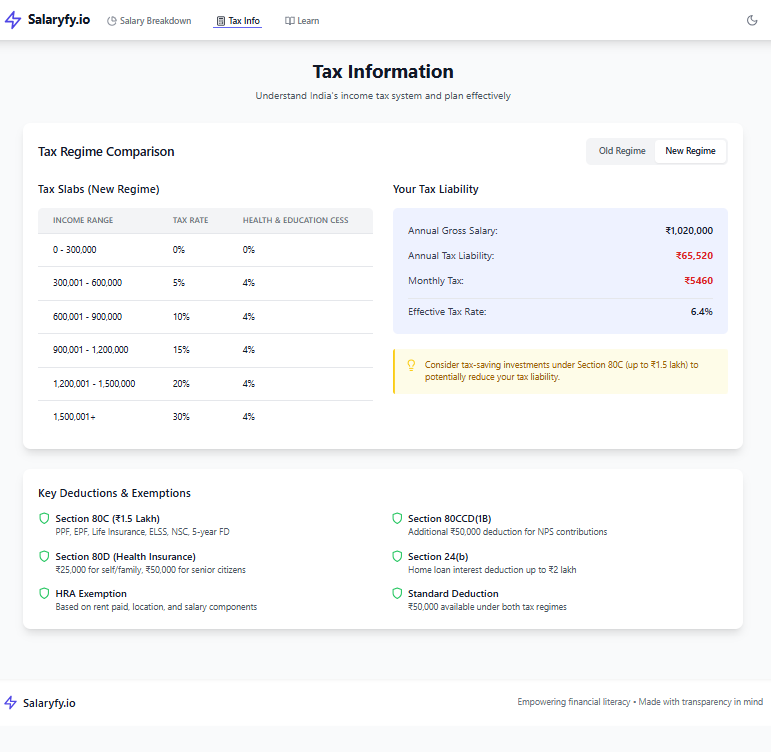 Salaryfy.io Salary Breakdown Tax Info Learn
Tax Information
Understand India's income tax system and plan effectively
Tax Regime Comparison
Old Regime New Regime
Tax Slabs (New Regime)
INCOME RANGE TAX RATE HEALTH & EDUCATION CESS
0 - 300,000 0% 0%
300,001 - 600,000 5% 4%
600,001 - 900,000 10% 4%
900,001 - 1,200,000 15% 4%
1,200,001 - 1,500,000 20% 4%
1,500,001+ 30% 4%
Your Tax Liability
Annual Gross Salary: ₹1,020,000
Annual Tax Liability: ₹65,520
Monthly Tax: ₹5460
Effective Tax Rate: 6.4%
Consider tax-saving investments under Section 80C (up to ₹1.5 lakh) to
potentially reduce your tax liability.
Key Deductions & Exemptions
Section 80C (₹1.5 Lakh)
PPF, EPF, Life Insurance, ELSS, NSC, 5-year FD
Section 80CCD(1B)
Additional ₹50,000 deduction for NPS contributions
Section 80D (Health Insurance)
₹25,000 for self/family, ₹50,000 for senior citizens
Section 24(b)
Home loan interest deduction up to ₹2 lakh
HRA Exemption
Based on rent paid, location, and salary components
Standard Deduction
₹50,000 available under both tax regimes
Salaryfy.io
Empowering financial literacy • Made with transparency in mind